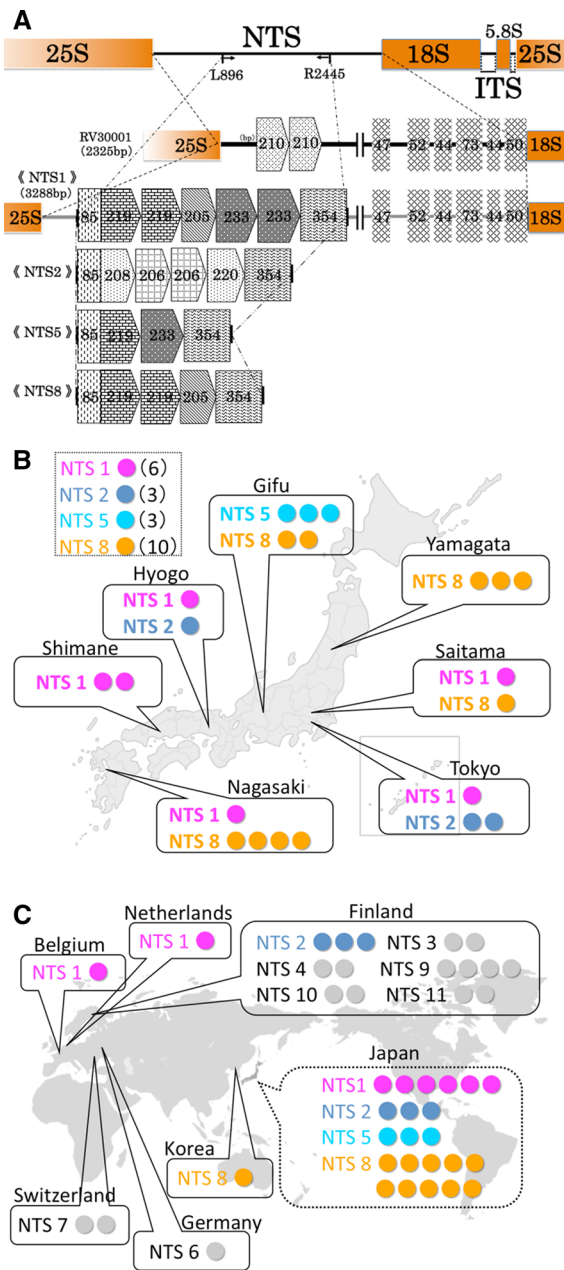 A
NTS
5.8S
25S
18S
25S
L896
R2445
ITS
RV30001
(2325bp)
25S
(bp)
210 210
47 52 44 73 44 50
18S
《 NTS1 》
(3288bp)
25S
85 219 219 205 233 233 354
47 52 44 73 44 50
18S
《 NTS2 》
85 208 206 206 220 354
《 NTS5 》
85 219 233 354
《 NTS8 》
85 219 219 205 354
B
NTS 1 (6)
NTS 2 (3)
NTS 5 (3)
NTS 8 (10)
Gifu
NTS 5
NTS 8
Yamagata
NTS 8
Hyogo
NTS 1
NTS 2
Shimane
NTS 1
Saitama
NTS 1
NTS 8
Nagasaki
NTS 1
NTS 8
Tokyo
NTS 1
NTS 2
C
Netherlands
NTS 1
Belgium
NTS 1
Finland
NTS 2 NTS 3
NTS 4 NTS 9
NTS 10 NTS 11
Japan
NTS1
NTS 2
NTS 5
NTS 8
Korea
NTS 8
Switzerland
NTS 7
Germany
NTS 6